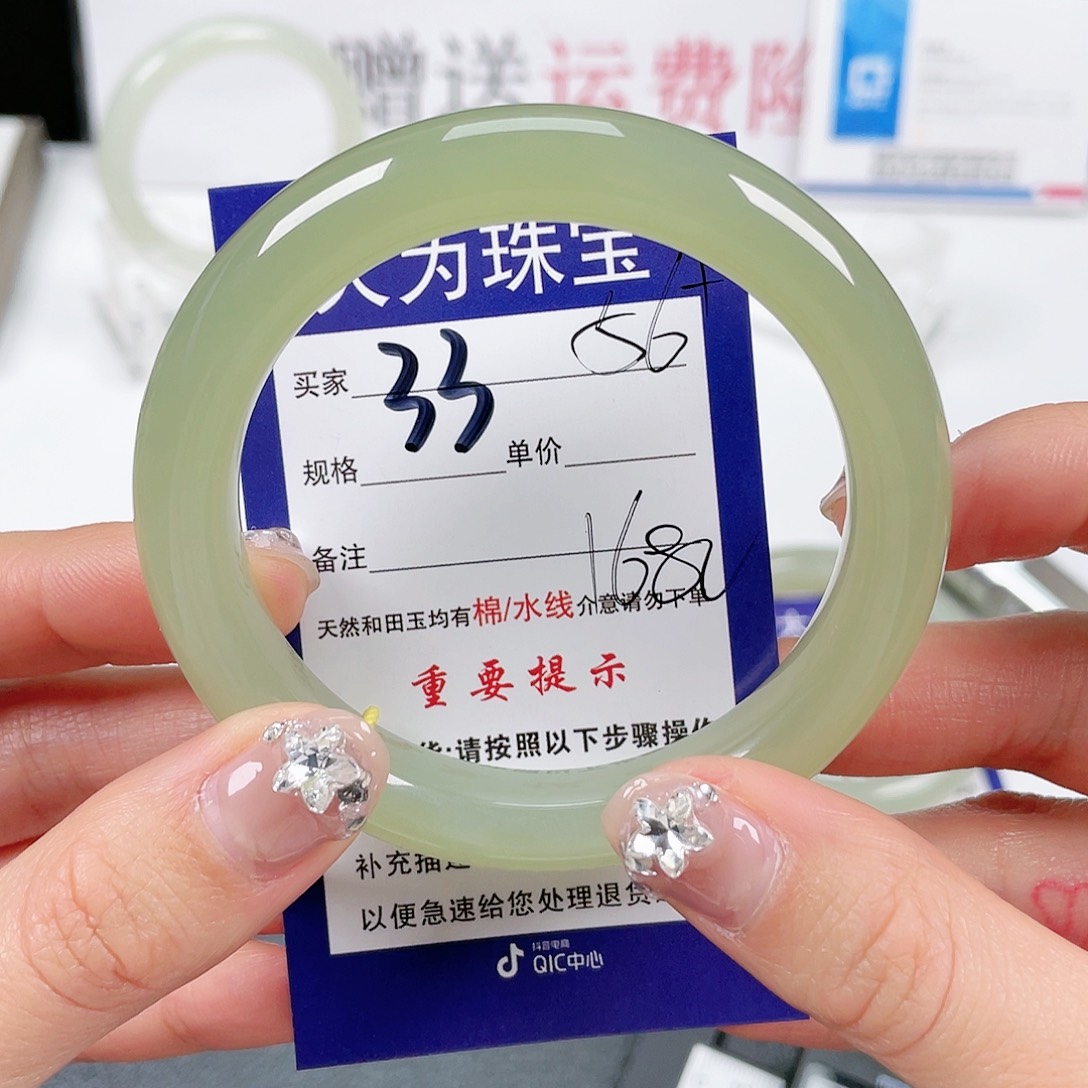 赠送运费险
为珠宝
56+
买家 33
规格 单价
备注 1680
天然和田玉均有棉/水线介意请勿下单
重要提示
:请按照以下步骤操作
补充描述
以便急速给您处理退货
抖音电商
QIC中心